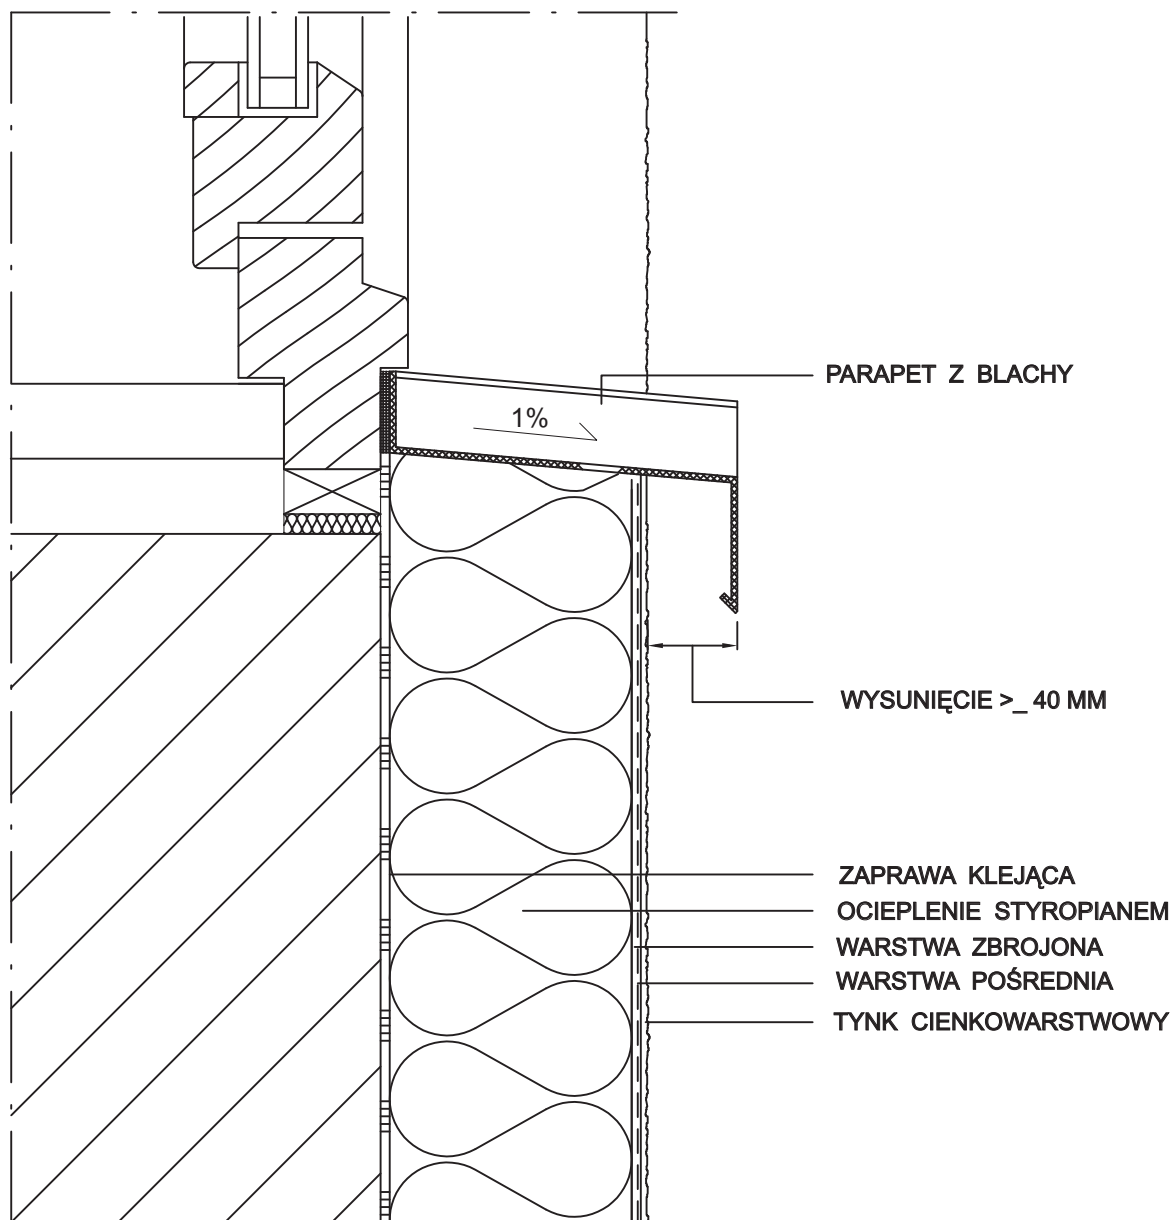 PARAPET Z BLACHY
1%
WYSUNIĘCIE >_ 40 MM
ZAPRAWA KLEJĄCA
OCIEPLENIE STYROPIANEM
WARSTWA ZBROJONA
WARSTWA POŚREDNIA
TYNK CIENKOWARSTWOWY